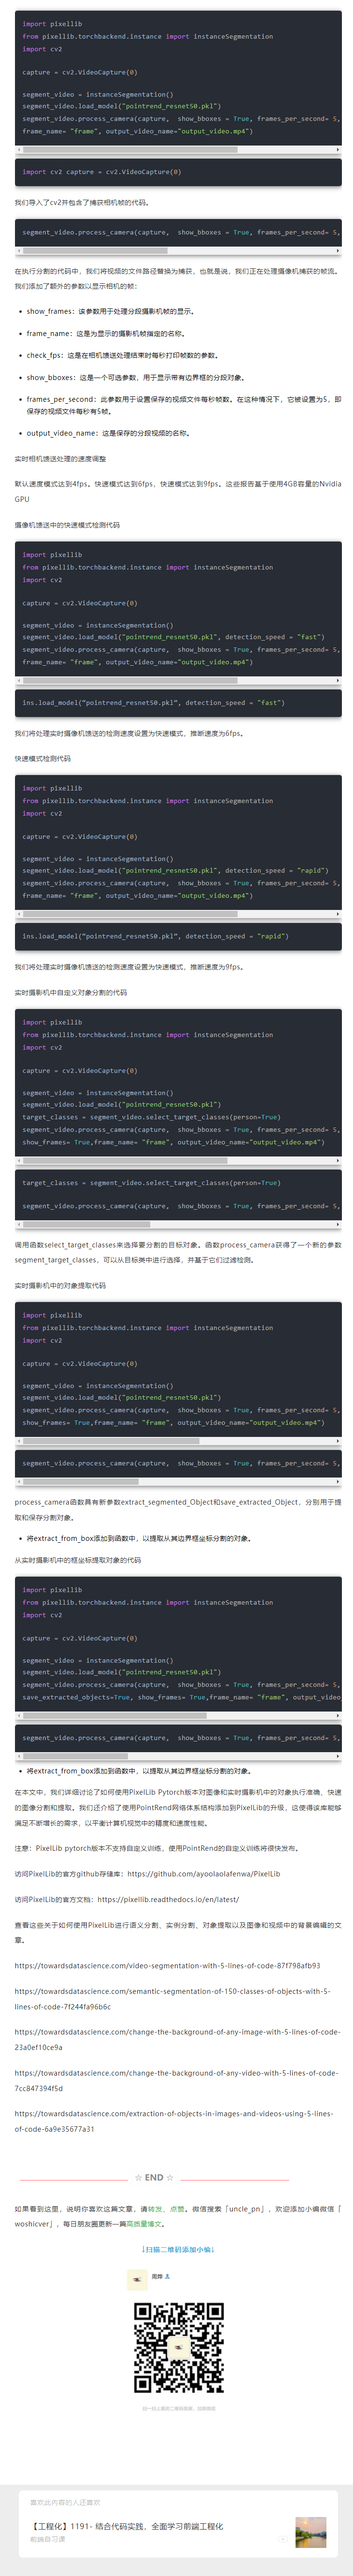 import pixellib
from pixellib.torchbackend.instance import instanceSegmentation
import cv2
capture = cv2.VideoCapture(0)
segment_video = instanceSegmentation()
segment_video.load_model("pointrend_resnet50.pkl")
segment_video.process_camera(capture,  show_bboxes = True, frames_per_second= 5,
frame_name= "frame", output_video_name="output_video.mp4")
import cv2 capture = cv2.VideoCapture(0)
我们导入了cv2并包含了捕获相机帧的代码。
segment_video.process_camera(capture,  show_bboxes = True, frames_per_second= 5,
在执行分割的代码中，我们将视频的文件路径替换为捕获，也就是说，我们正在处理摄像机捕获的帧流。
我们添加了额外的参数以显示相机的帧：
• show_frames：该参数用于处理分段摄影机帧的显示。
• frame_name：这是为显示的摄影机帧指定的名称。
• check_fps：这是在相机馈送处理结束时每秒打印帧数的参数。
• show_bboxes：这是一个可选参数，用于显示带有边界框的分段对象。
• frames_per_second：此参数用于设置保存的视频文件每秒帧数。在这种情况下，它被设置为5，即
保存的视频文件每秒有5帧。
• output_video_name：这是保存的分段视频的名称。
实时相机馈送处理的速度调整
默认速度模式达到4fps。快速模式达到6fps，快速模式达到9fps。这些报告基于使用4GB容量的Nvidia
GPU
摄像机馈送中的快速模式检测代码
import pixellib
from pixellib.torchbackend.instance import instanceSegmentation
import cv2
capture = cv2.VideoCapture(0)
segment_video = instanceSegmentation()
segment_video.load_model("pointrend_resnet50.pkl", detection_speed = "fast")
segment_video.process_camera(capture,  show_bboxes = True, frames_per_second= 5,
frame_name= "frame", output_video_name="output_video.mp4")
ins.load_model("pointrend_resnet50.pkl", detection_speed = "fast")
我们将处理实时摄像机馈送的检测速度设置为快速模式，推断速度为6fps。
快速模式检测代码
import pixellib
from pixellib.torchbackend.instance import instanceSegmentation
import cv2
capture = cv2.VideoCapture(0)
segment_video = instanceSegmentation()
segment_video.load_model("pointrend_resnet50.pkl", detection_speed = "rapid")
segment_video.process_camera(capture,  show_bboxes = True, frames_per_second= 5,
frame_name= "frame", output_video_name="output_video.mp4")
ins.load_model("pointrend_resnet50.pkl", detection_speed = "rapid")
我们将处理实时摄像机馈送的检测速度设置为快速模式，推断速度为9fps。
实时摄影机中自定义对象分割的代码
import pixellib
from pixellib.torchbackend.instance import instanceSegmentation
import cv2
capture = cv2.VideoCapture(0)
segment_video = instanceSegmentation()
segment_video.load_model("pointrend_resnet50.pkl")
target_classes = segment_video.select_target_classes(person=True)
segment_video.process_camera(capture,  show_bboxes = True, frames_per_second= 5,
show_frames= True,frame_name= "frame", output_video_name="output_video.mp4")
target_classes = segment_video.select_target_classes(person=True)
segment_video.process_camera(capture,  show_bboxes = True, frames_per_second= 5,
调用函数select_target_classes来选择要分割的目标对象。函数process_camera获得了一个新的参数
segment_target_classes，可以从目标类中进行选择，并基于它们过滤检测。
实时摄影机中的对象提取代码
import pixellib
from pixellib.torchbackend.instance import instanceSegmentation
import cv2
capture = cv2.VideoCapture(0)
segment_video = instanceSegmentation()
segment_video.load_model("pointrend_resnet50.pkl")
segment_video.process_camera(capture,  show_bboxes = True, frames_per_second= 5,
show_frames= True,frame_name= "frame", output_video_name="output_video.mp4")
segment_video.process_camera(capture,  show_bboxes = True, frames_per_second= 5,
process_camera函数具有新参数extract_segmented_Object和save_extracted_Object，分别用于提
取和保存分割对象。
• 将extract_from_box添加到函数中，以提取从其边界框坐标分割的对象。
从实时摄影机中的框坐标提取对象的代码
import pixellib
from pixellib.torchbackend.instance import instanceSegmentation
import cv2
capture = cv2.VideoCapture(0)
segment_video = instanceSegmentation()
segment_video.load_model("pointrend_resnet50.pkl")
segment_video.process_camera(capture,  show_bboxes = True, frames_per_second= 5,
save_extracted_objects=True, show_frames= True,frame_name= "frame", output_video_
segment_video.process_camera(capture,  show_bboxes = True, frames_per_second= 5,
• 将extract_from_box添加到函数中，以提取从其边界框坐标分割的对象。
在本文中，我们详细讨论了如何使用PixelLib Pytorch版本对图像和实时摄影机中的对象执行准确、快速
的图像分割和提取。我们还介绍了使用PointRend网络体系结构添加到PixelLib的升级，这使得该库能够
满足不断增长的需求，以平衡计算机视觉中的精度和速度性能。
注意：PixelLib pytorch版本不支持自定义训练，使用PointRend的自定义训练将很快发布。
访问PixelLib的官方github存储库：https://github.com/ayoolaolafenwa/PixelLib
访问PixelLib的官方文档：https://pixellib.readthedocs.io/en/latest/
查看这些关于如何使用PixelLib进行语义分割、实例分割、对象提取以及图像和视频中的背景编辑的文
章。
https://towardsdatascience.com/video-segmentation-with-5-lines-of-code-87f798afb93
https://towardsdatascience.com/semantic-segmentation-of-150-classes-of-objects-with-5-
lines-of-code-7f244fa96b6c
https://towardsdatascience.com/change-the-background-of-any-image-with-5-lines-of-code-
23a0ef10ce9a
https://towardsdatascience.com/change-the-background-of-any-video-with-5-lines-of-code-
7cc847394f5d
https://towardsdatascience.com/extraction-of-objects-in-images-and-videos-using-5-lines-
of-code-6a9e35677a31
☆ END ☆
如果看到这里，说明你喜欢这篇文章，请转发、点赞。微信搜索「uncle_pn」，欢迎添加小编微信「
woshicver」，每日朋友圈更新一篇高质量博文。
↓扫描二维码添加小编↓
喜欢此内容的人还喜欢
【工程化】1191- 结合代码实践，全面学习前端工程化
前端自习课